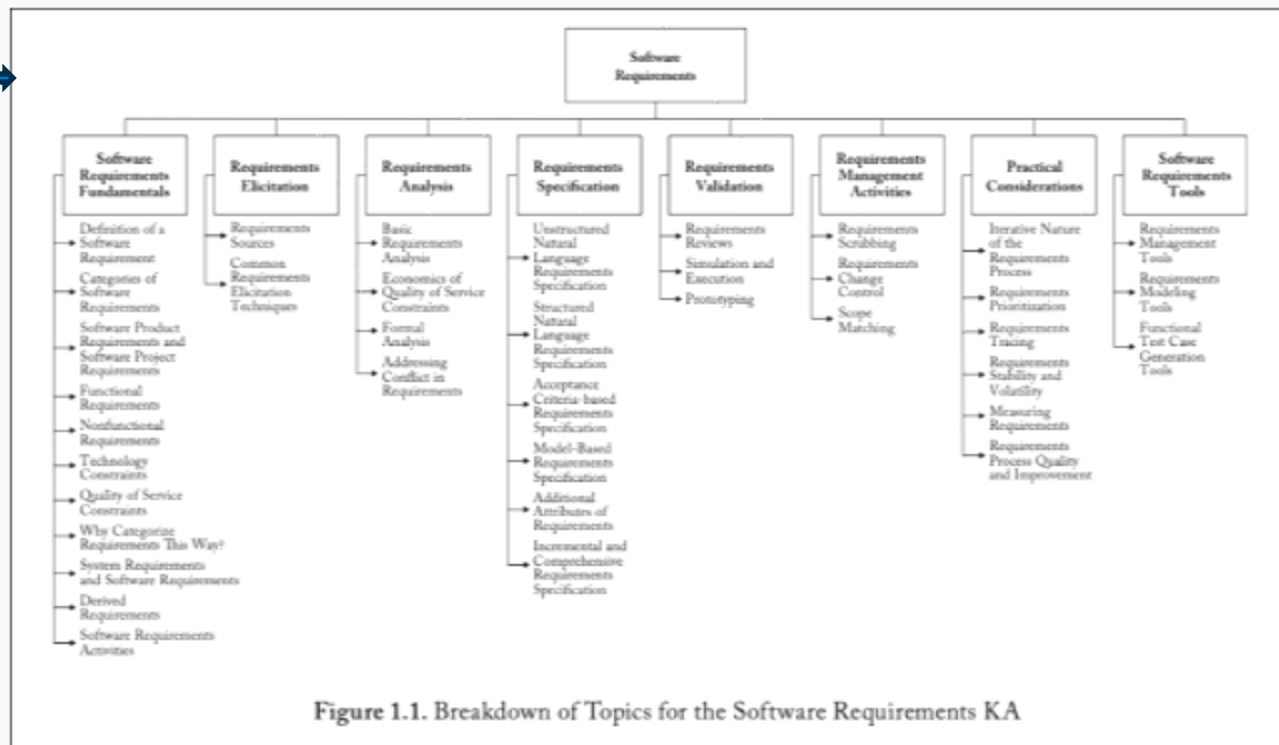 Software
Requirements
Software
Requirements
Fundamentals
Definition of a
Software
Requirement
Categories of
Software
Requirements
Software Product
Requirements and
Software Project
Requirements
Functional
Requirements
Nonfunctional
Requirements
Technology
Constraints
Quality of Service
Constraints
Why Categorize
Requirements This Way?
System Requirements
and Software Requirements
Derived
Requirements
Software Requirements
Activities
Requirements
Elicitation
Requirements
Sources
Common
Requirements
Elicitation
Techniques
Requirements
Analysis
Basic
Requirements
Analysis
Economics of
Quality of Service
Constraints
Formal
Analysis
Addressing
Conflict in
Requirements
Requirements
Specification
Unstructured
Natural
Language
Requirements
Specification
Structured
Natural
Language
Requirements
Specification
Acceptance
Criteria-based
Requirements
Specification
Model-Based
Requirements
Specification
Additional
Attributes of
Requirements
Incremental and
Comprehensive
Requirements
Specification
Requirements
Validation
Requirements
Reviews
Simulation and
Execution
Prototyping
Requirements
Management
Activities
Requirements
Scrubbing
Requirements
Change
Control
Scope
Matching
Practical
Considerations
Iterative Nature
of the
Requirements
Process
Requirements
Prioritization
Requirements
Tracing
Requirements
Stability and
Volatility
Measuring
Requirements
Requirements
Process Quality
and Improvement
Software
Requirements
Tools
Requirements
Management
Tools
Requirements
Modeling
Tools
Functional
Test Case
Generation
Tools
Figure 1.1. Breakdown of Topics for the Software Requirements KA